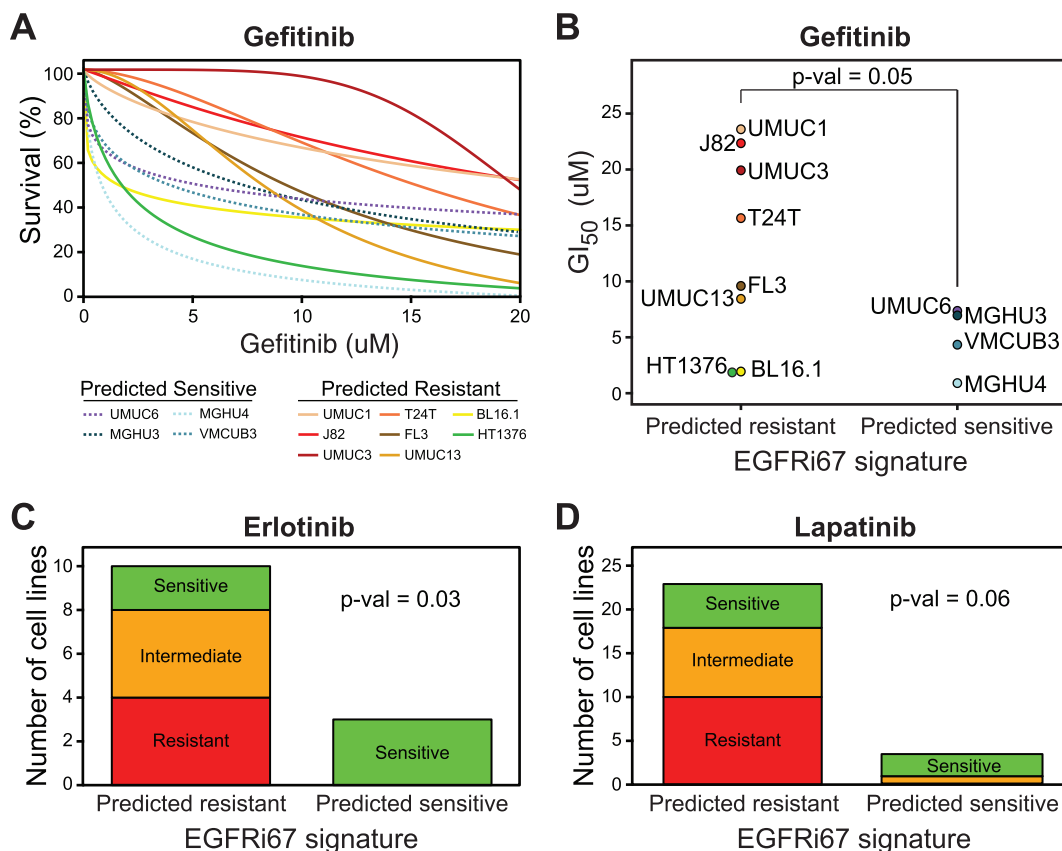 A
Gefitinib
Survival (%)
100
80
60
40
20
0
0 5 10 15 20
Gefitinib (uM)
Predicted Sensitive
UMUC6 MGHU4
MGHU3 VMCUB3
Predicted Resistant
UMUC1 T24T BL16.1
J82 FL3 HT1376
UMUC3 UMUC13
B
Gefitinib
p-val = 0.05
GI50 (uM)
25
20
15
10
5
0
UMUC1
J82
UMUC3
T24T
FL3
UMUC13
HT1376 BL16.1
UMUC6
MGHU3
VMCUB3
MGHU4
Predicted resistant Predicted sensitive
EGFRi67 signature
C
Erlotinib
Number of cell lines
10
8
6
4
2
0
Sensitive
Intermediate
Resistant
p-val = 0.03
Sensitive
Predicted resistant Predicted sensitive
EGFRi67 signature
D
Lapatinib
Number of cell lines
25
20
15
10
5
0
Sensitive
Intermediate
Resistant
p-val = 0.06
Sensitive
Predicted resistant Predicted sensitive
EGFRi67 signature